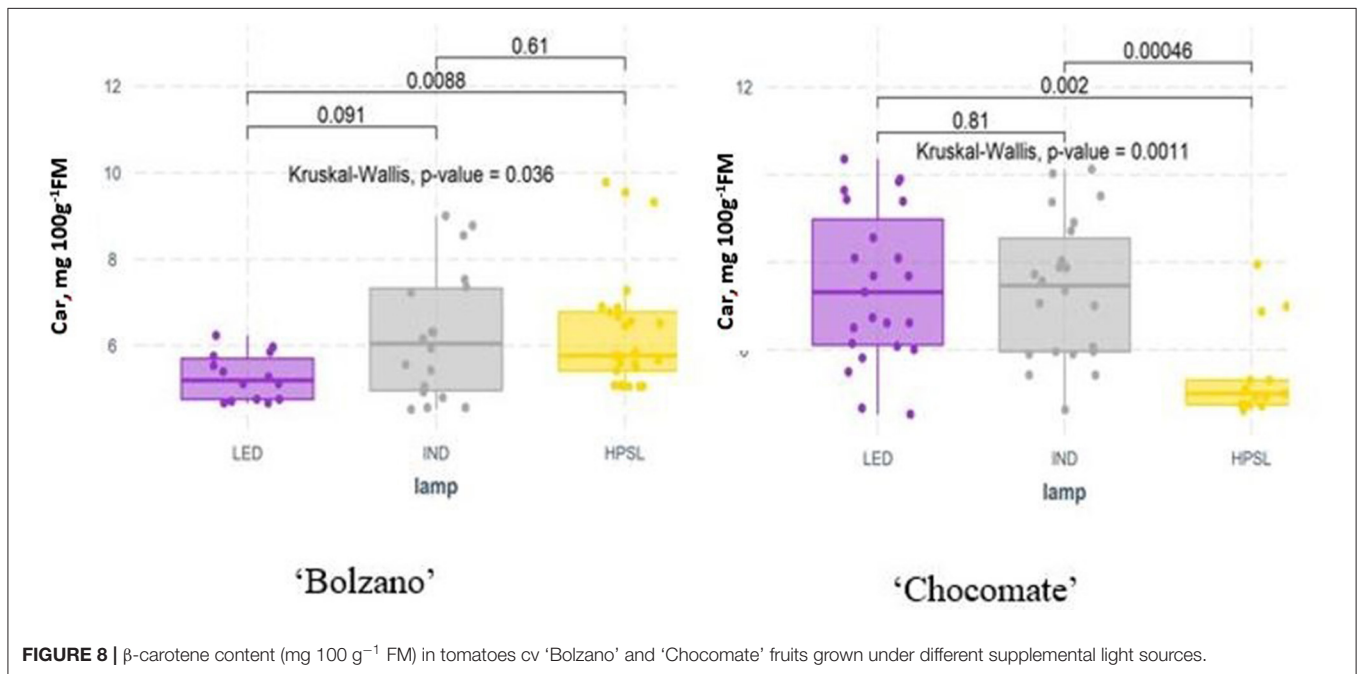 0.61
12
0.0088
0.091
Kruskal-Wallis, p-value = 0.036
10
8
6
Car, mg 100g⁻¹FM
LED IND HPSL
lamp
'Bolzano'
0.00046
12
0.002
0.81
Kruskal-Wallis, p-value = 0.0011
Car, mg 100g⁻¹FM
LED IND HPSL
lamp
'Chocomate'
FIGURE 8 | β-carotene content (mg 100 g⁻¹ FM) in tomatoes cv 'Bolzano' and 'Chocomate' fruits grown under different supplemental light sources.